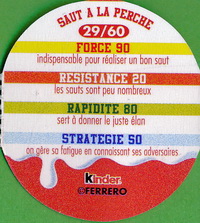 SAUT A LA PERCHE
29/60
FORCE 90
indispensable pour réaliser un bon saut
RESISTANCE 20
les sauts sont peu nombreux
RAPIDITE 80
sert à donner le juste élan
STRATEGIE 50
on gère sa fatigue en connaissant ses adversaires
kinder
©FERRERO